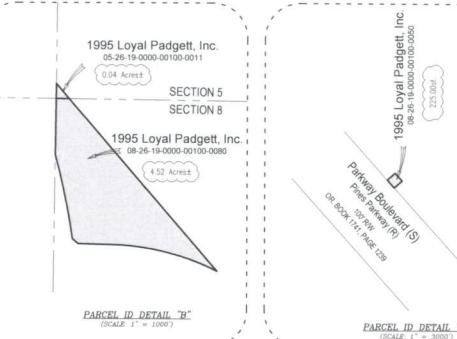 1995 Loyal Padgett, Inc.
05-26-19-0000-00100-0011
0.04 Acres±
SECTION 5
SECTION 8
1995 Loyal Padgett, Inc.
08-26-19-0000-00100-0080
4.52 Acres±
PARCEL ID DETAIL "B"
(SCALE 1" = 1000')
1995 Loyal Padgett, Inc.
08-26-19-0000-00100-0050
225.00sf
Parkway Boulevard (S)
Pines Parkway (R)
100' R/W
OR. BOOK 1741, PAGE 1239
PARCEL ID DETAIL
(SCALE 1" = 3000')